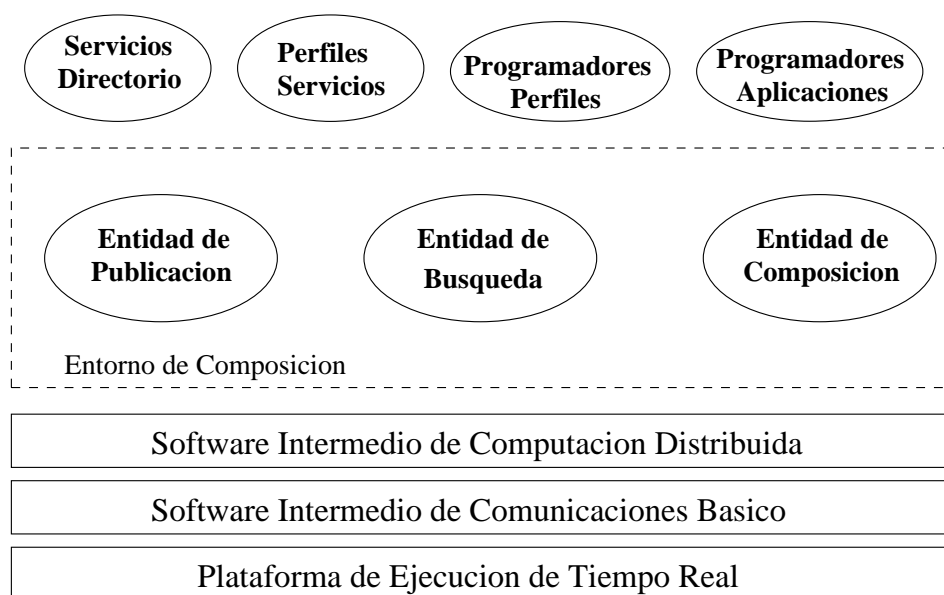 Servicios
Directorio
Perfiles
Servicios
Programadores
Perfiles
Programadores
Aplicaciones
Entidad de
Publicacion
Entidad de
Busqueda
Entidad de
Composicion
Entorno de Composicion
Software Intermedio de Computacion Distribuida
Software Intermedio de Comunicaciones Basico
Plataforma de Ejecucion de Tiempo Real